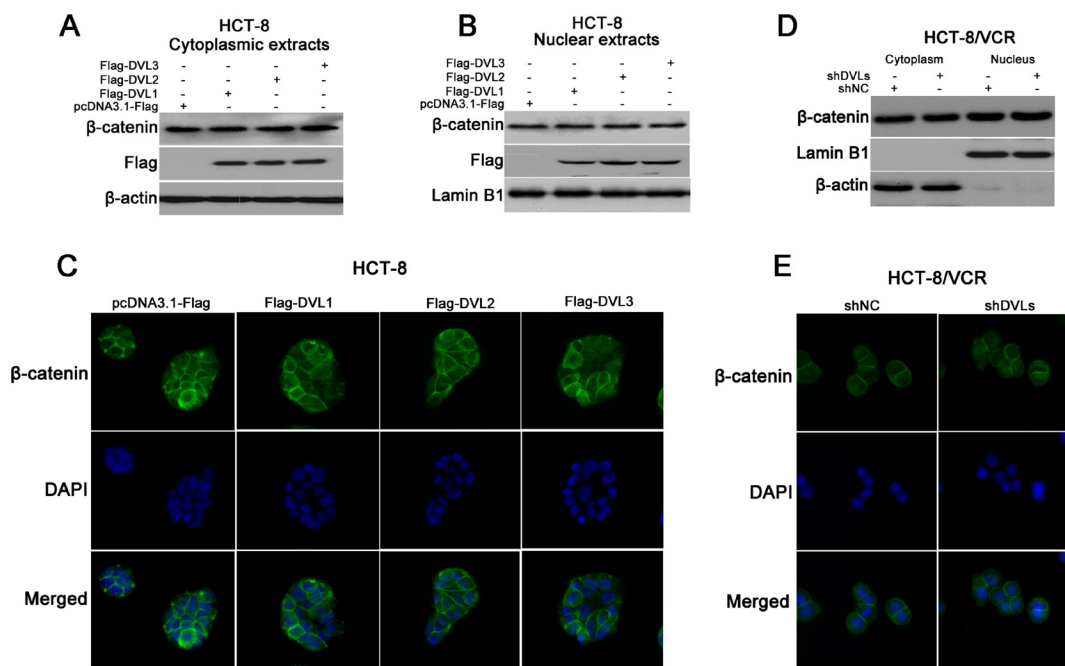 A
HCT-8
Cytoplasmic extracts
Flag-DVL3 - - - +
Flag-DVL2 - - + -
Flag-DVL1 - + - -
pcDNA3.1-Flag + - - -
β-catenin
Flag
β-actin
B
HCT-8
Nuclear extracts
Flag-DVL3 - - - +
Flag-DVL2 - - + -
Flag-DVL1 - + - -
pcDNA3.1-Flag + - - -
β-catenin
Flag
Lamin B1
D
HCT-8/VCR
Cytoplasm Nucleus
shDVLs - + - +
shNC + - + -
β-catenin
Lamin B1
β-actin
C
HCT-8
pcDNA3.1-Flag Flag-DVL1 Flag-DVL2 Flag-DVL3
β-catenin
DAPI
Merged
E
HCT-8/VCR
shNC shDVLs
β-catenin
DAPI
Merged